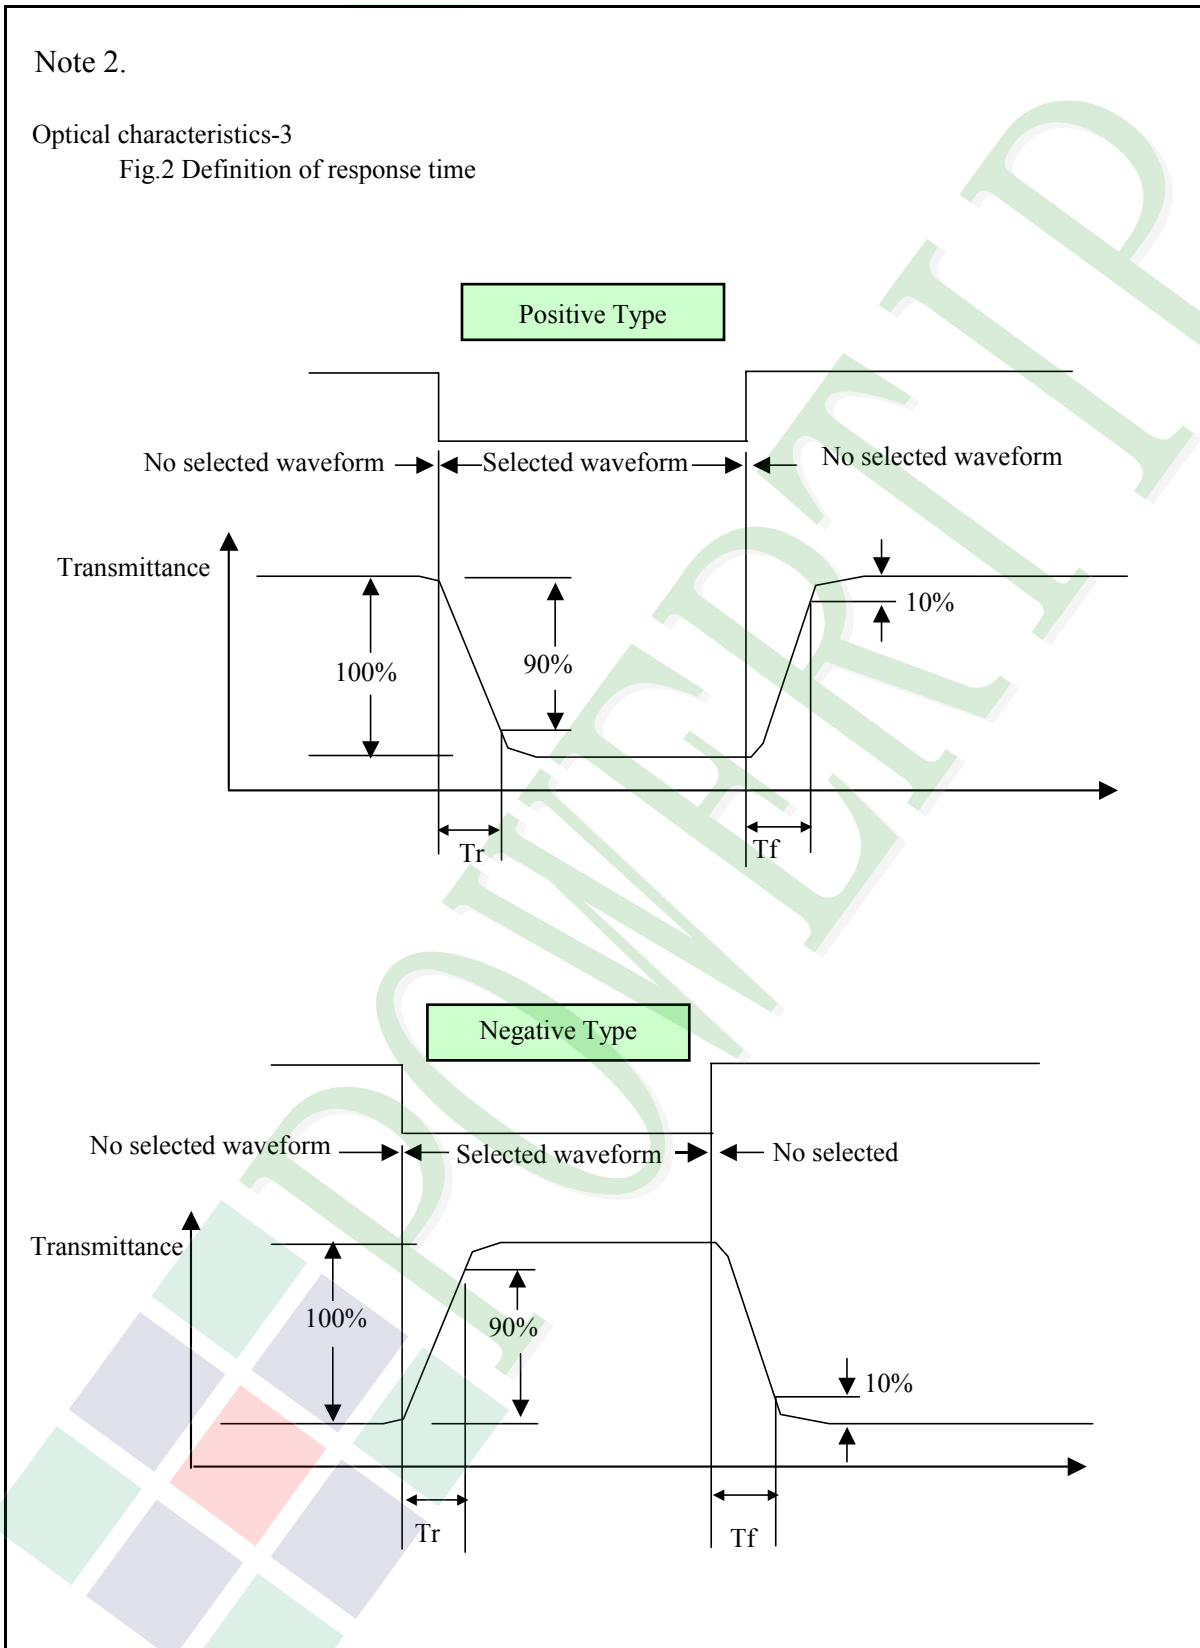 Note 2.
Optical characteristics-3
Fig.2 Definition of response time
Positive Type
No selected waveform Selected waveform No selected waveform
Transmittance
10%
100% 90%
Tr Tf
Negative Type
No selected waveform Selected waveform No selected
Transmittance
100% 90%
10%
Tr Tf
POWERTIP